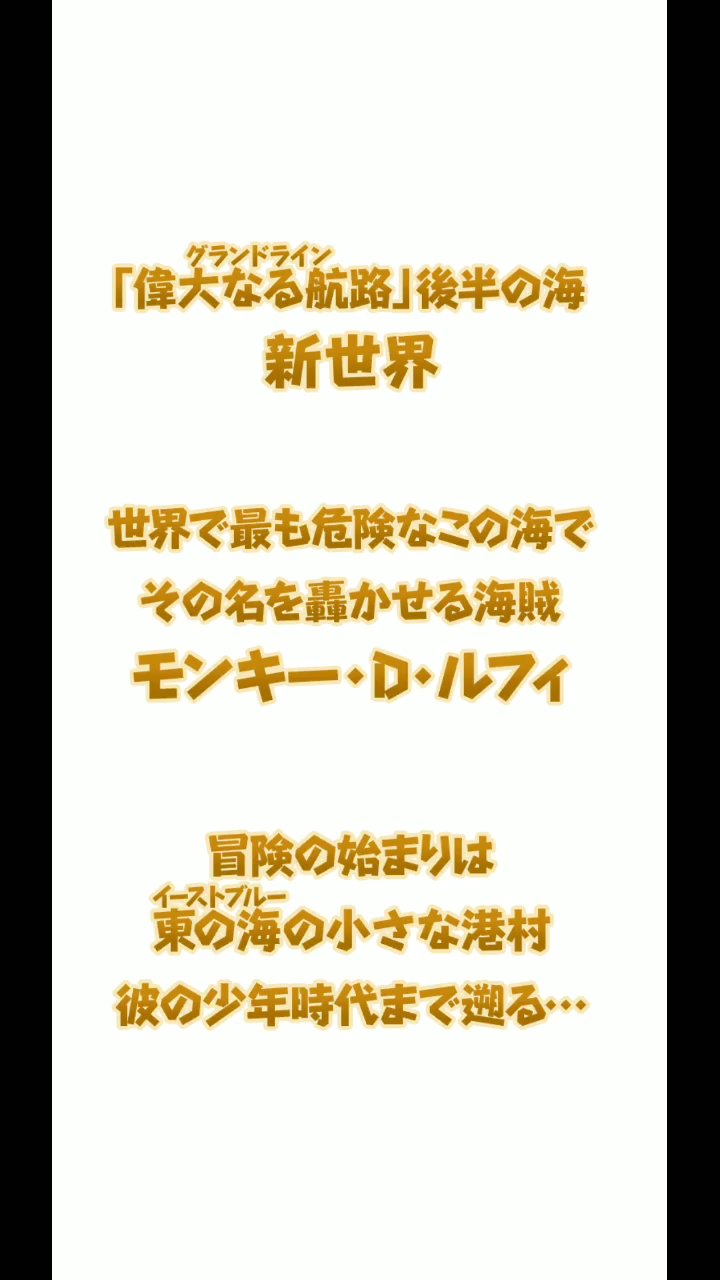 グランドライン
「偉大なる航路」後半の海
新世界
世界で最も危険なこの海で
その名を轟かせる海賊
モンキー・D・ルフィ
冒険の始まりは
イーストブルー
東の海の小さな港村
彼の少年時代まで遡る…